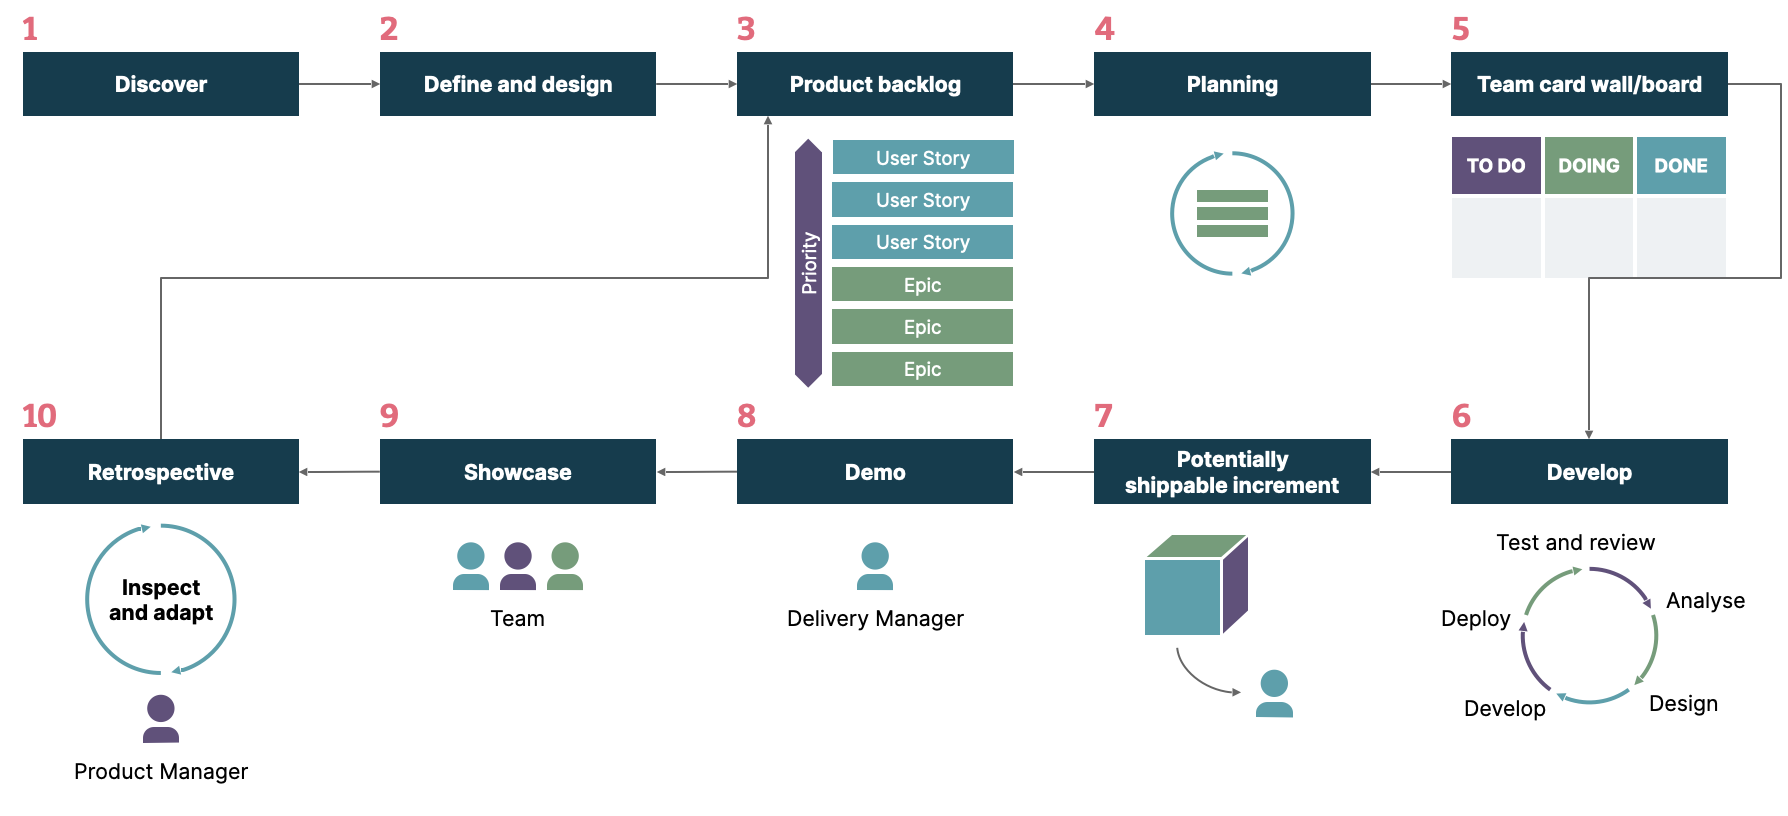 1
Discover
2
Define and design
3
Product backlog
4
Planning
5
Team card wall/board
Priority
User Story
User Story
User Story
Epic
Epic
Epic
TO DO
DOING
DONE
6
Develop
Test and review
Analyse
Design
Develop
Deploy
7
Potentially
shippable increment
8
Demo
Delivery Manager
9
Showcase
Team
10
Retrospective
Inspect
and adapt
Product Manager